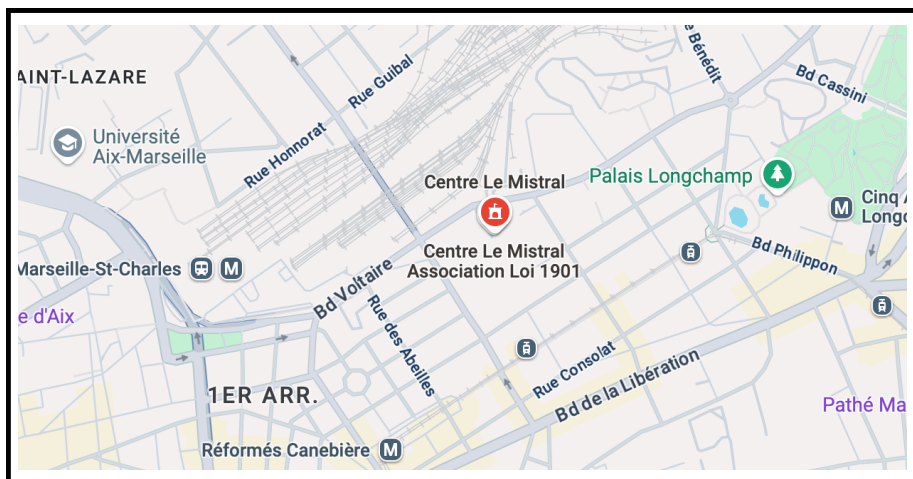 AINT-LAZARE
Université
Aix-Marseille
Rue Honnorat
Rue Guibal
e Bénédit
Bd Cassini
Centre Le Mistral
Palais Longchamp
Cinq A
Longc
Centre Le Mistral
Association Loi 1901
Marseille-St-Charles
M
M
Bd Voltaire
Bd Philippon
e d'Aix
Rue des Abeilles
Rue Consolat
Bd de la Libération
1ER ARR.
Pathé Ma
Réformés Canebière
M